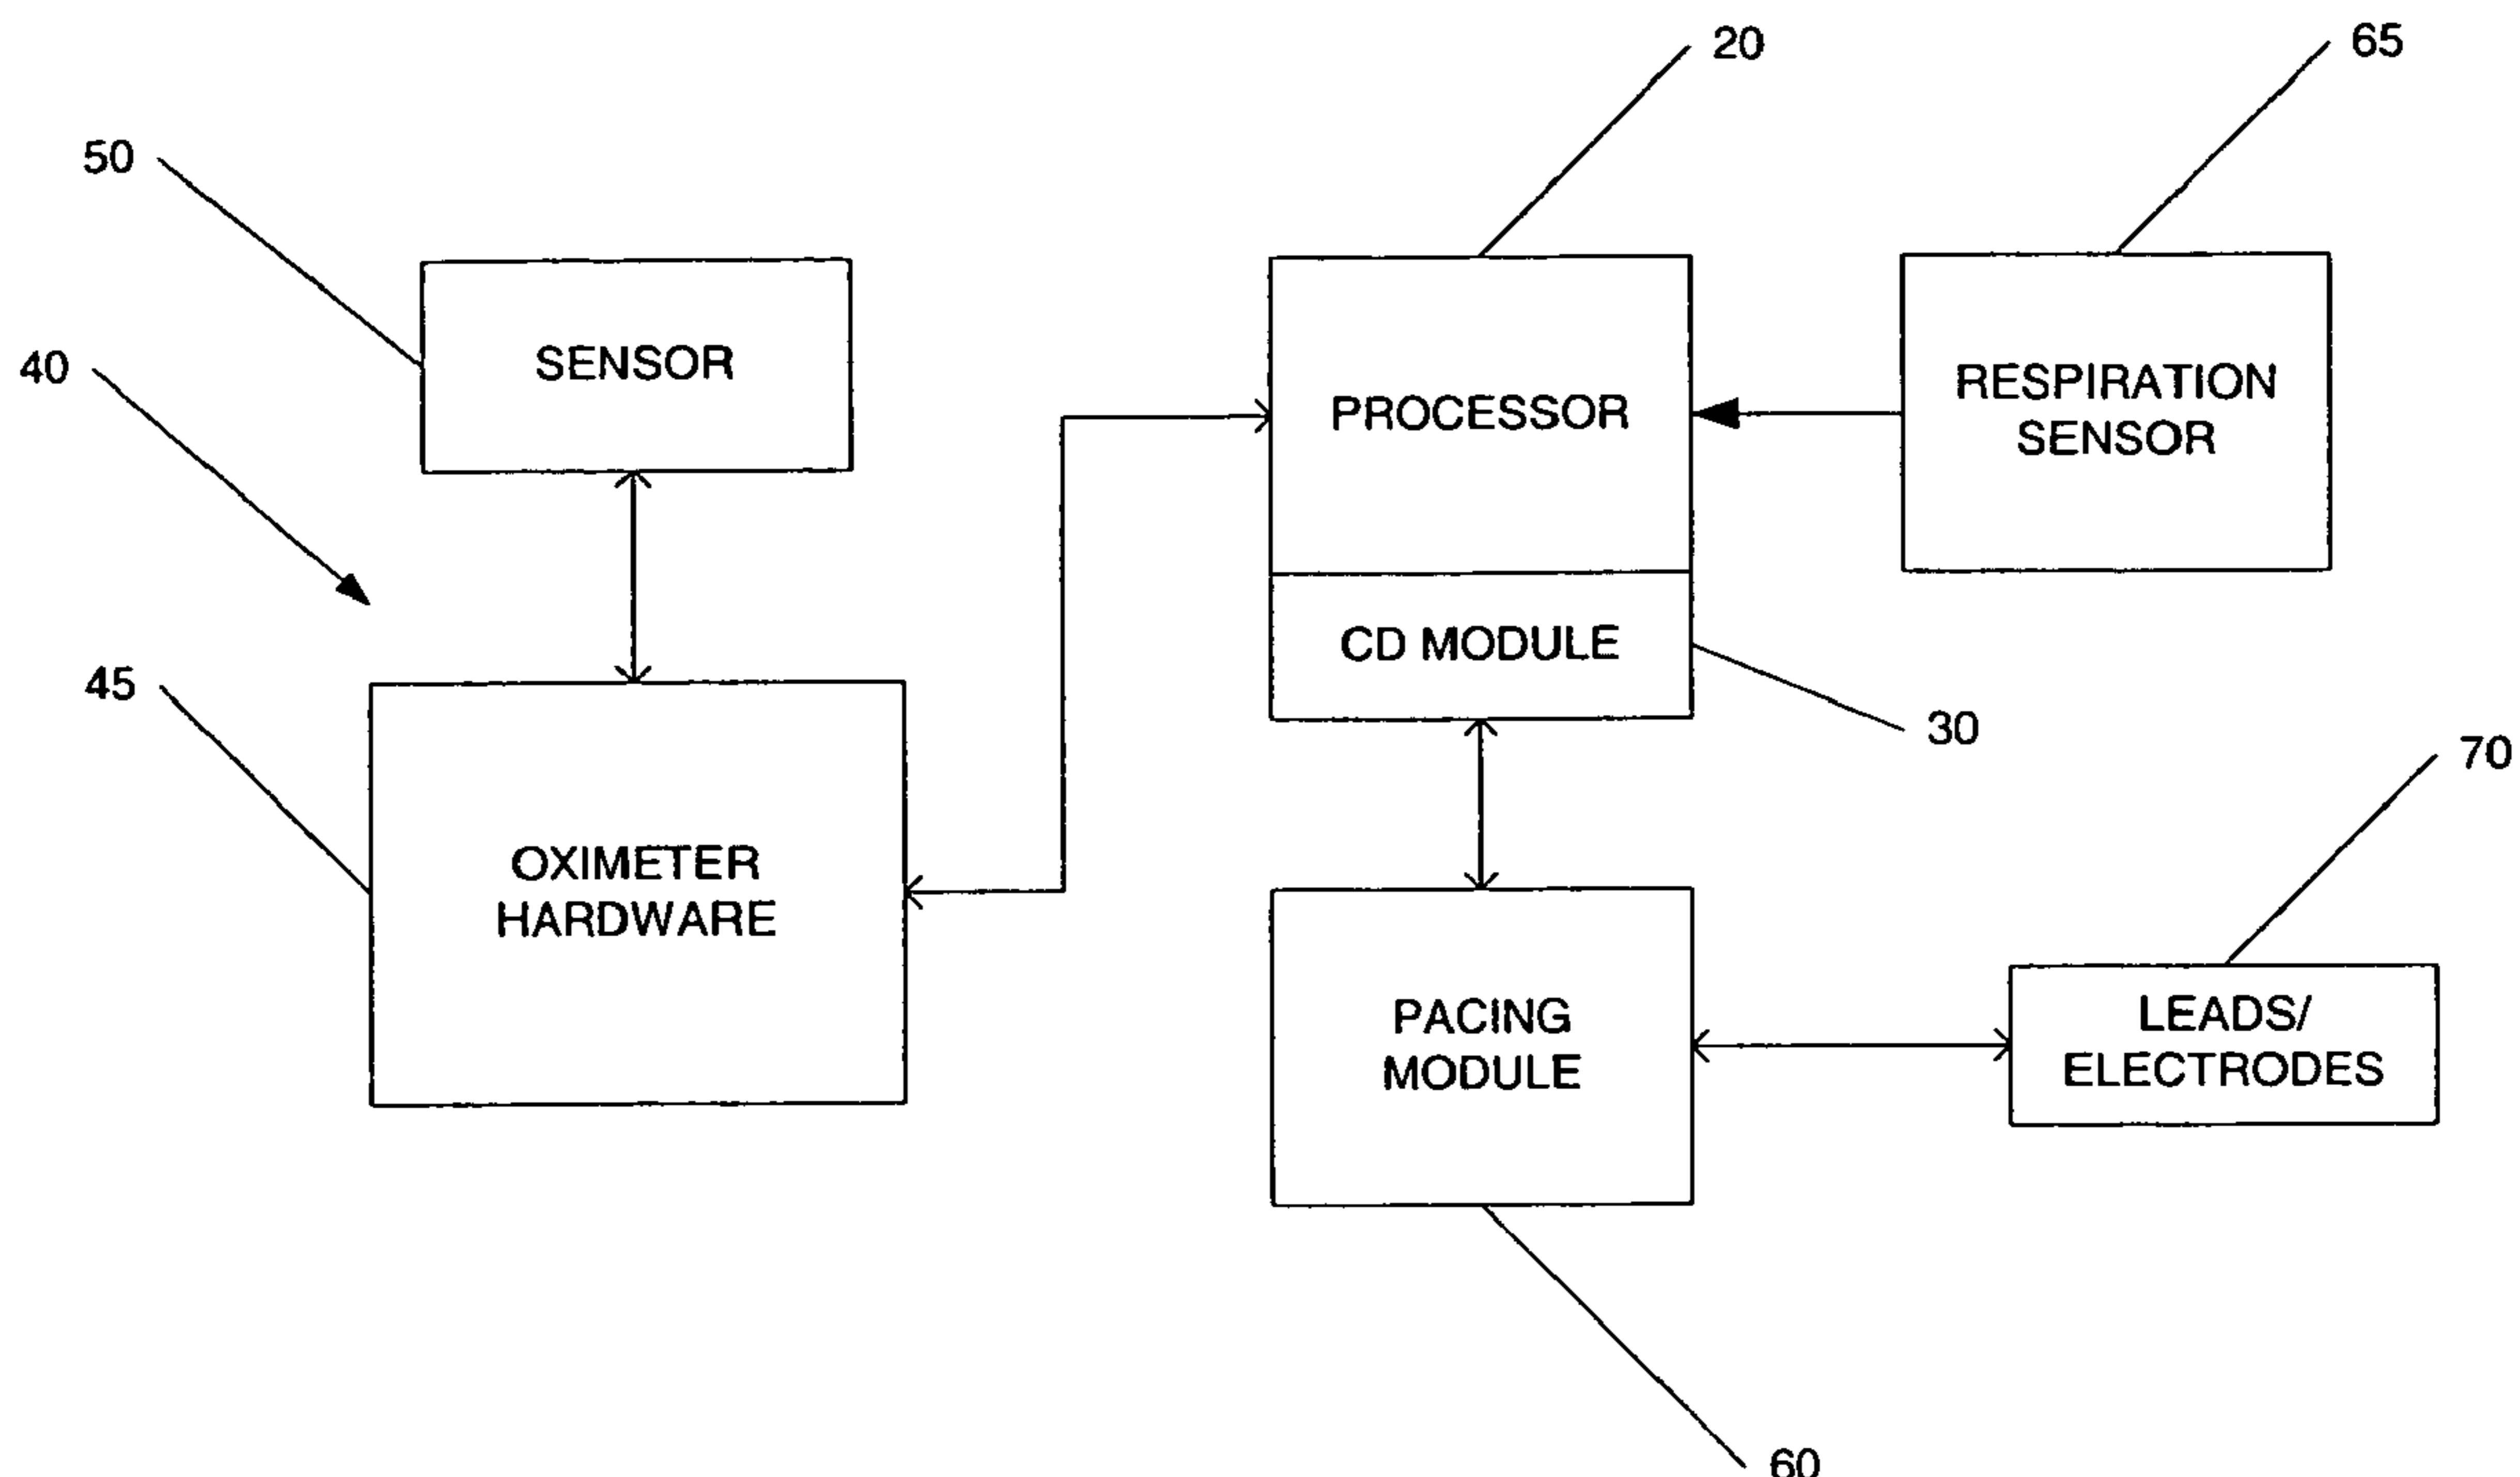 20
65
50
SENSOR
40
PROCESSOR
RESPIRATION
SENSOR
CD MODULE
45
30
70
OXIMETER
HARDWARE
PACING
MODULE
LEADS/
ELECTRODES
60